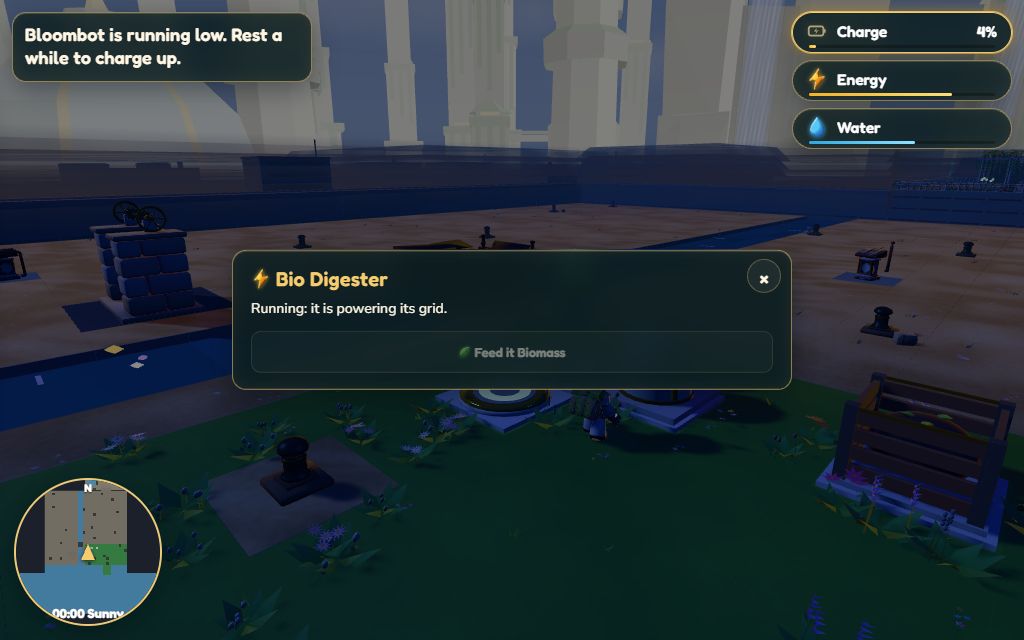 Bloombot is running low. Rest a
while to charge up.
Charge 4%
Energy
Water
Bio Digester
Running: it is powering its grid.
Feed it Biomass
N
00:00 Sunny